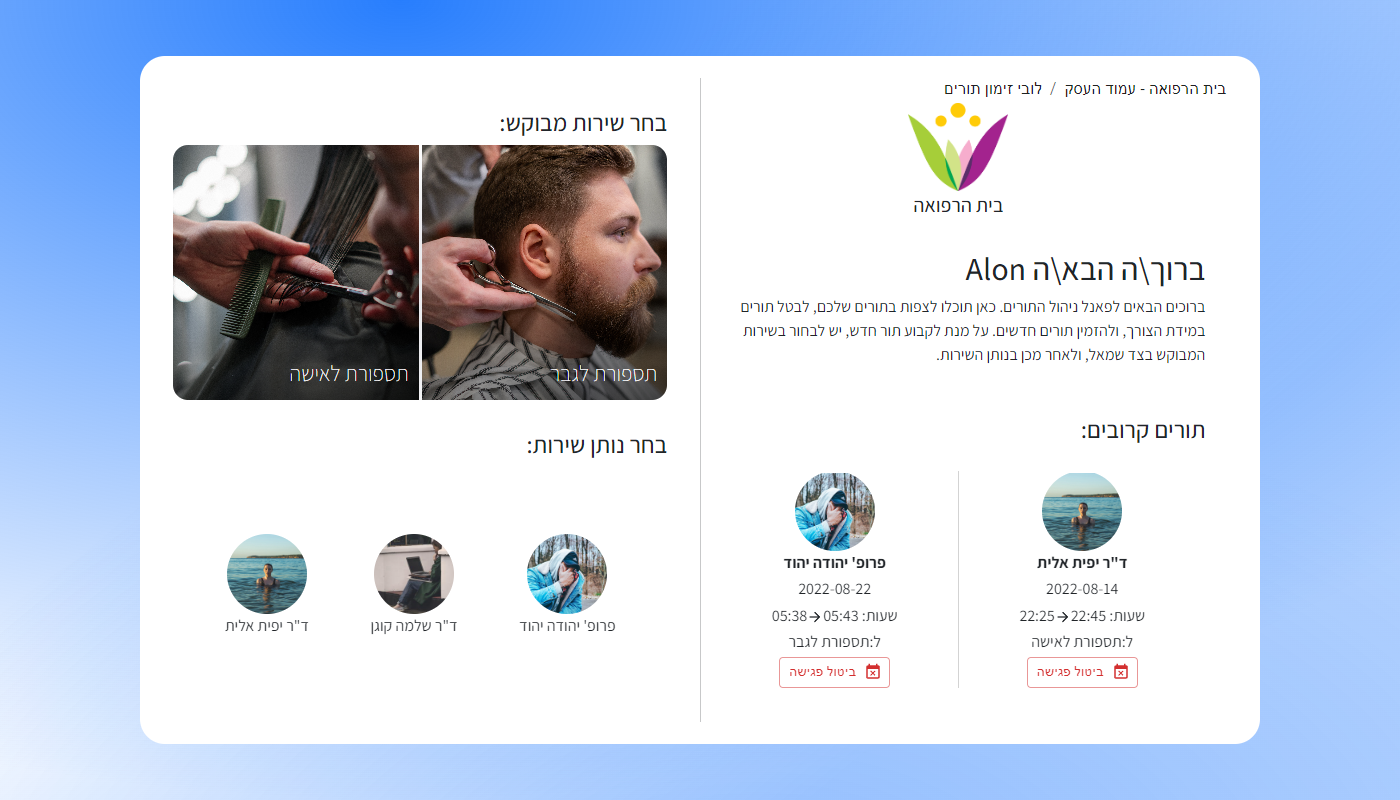 בית הרפואה - עמוד העסק / לובי זימון תורים
בית הרפואה
ברוך\ה הבא\ה Alon
ברוכים הבאים לפאנל ניהול התורים. כאן תוכלו לצפות בתורים שלכם, לבטל תורים
במידת הצורך, ולהזמין תורים חדשים. על מנת לקבוע תור חדש, יש לבחור בשירות
המבוקש בצד שמאל, ולאחר מכן בנותן השירות.
תורים קרובים:
ד"ר יפית אלית
2022-08-14
שעות: 22:45 → 22:25
ל:תספורת לאישה
ביטול פגישה
פרופ' יהודה יהוד
2022-08-22
שעות: 05:43 → 05:38
ל:תספורת לגבר
ביטול פגישה
בחר שירות מבוקש:
תספורת לגבר
תספורת לאישה
בחר נותן שירות:
פרופ' יהודה יהוד
ד"ר שלמה קוגן
ד"ר יפית אלית